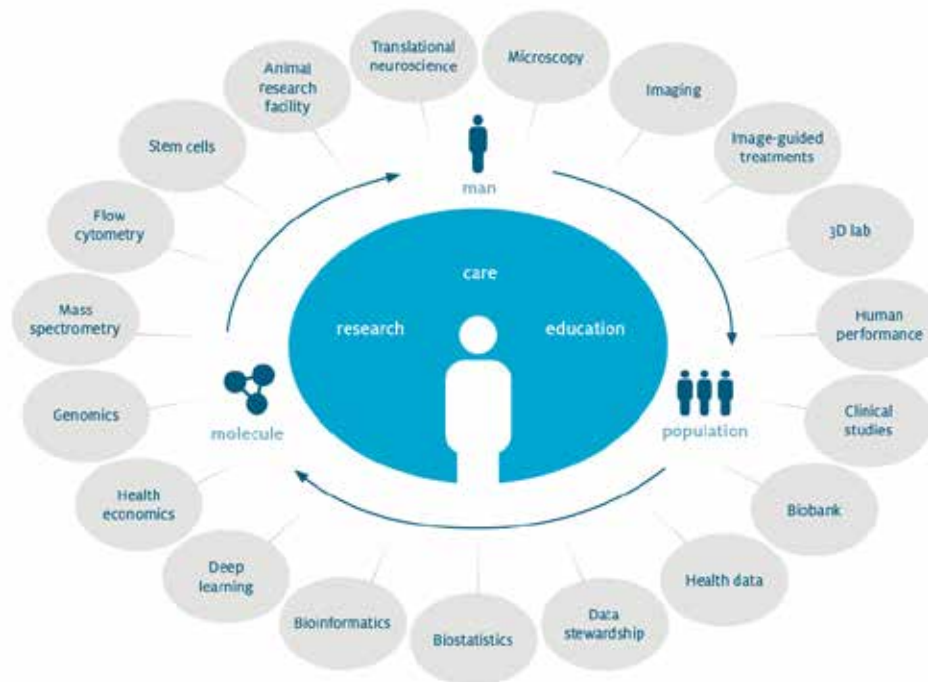 Translational
neuroscience
Microscopy
Imaging
Image-guided
treatments
3D lab
Human
performance
Clinical
studies
Biobank
Health data
Data
stewardship
Biostatistics
Bioinformatics
Deep
learning
Health
economics
Genomics
Mass
spectrometry
Flow
cytometry
Stem cells
Animal
research
facility
man
population
molecule
care
research
education